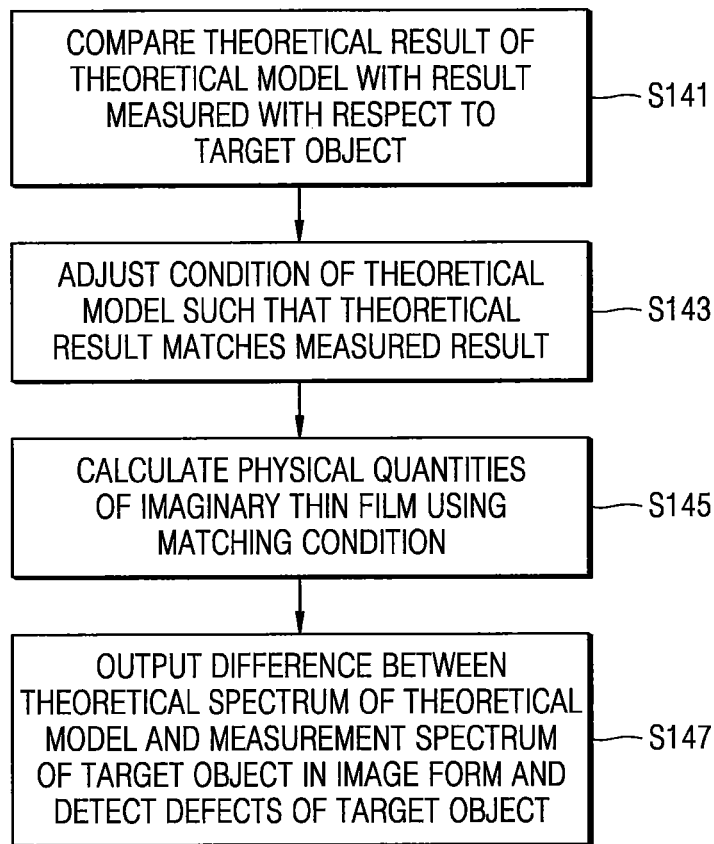 COMPARE THEORETICAL RESULT OF
THEORETICAL MODEL WITH RESULT
MEASURED WITH RESPECT TO
TARGET OBJECT
S141
ADJUST CONDITION OF THEORETICAL
MODEL SUCH THAT THEORETICAL
RESULT MATCHES MEASURED RESULT
S143
CALCULATE PHYSICAL QUANTITIES
OF IMAGINARY THIN FILM USING
MATCHING CONDITION
S145
OUTPUT DIFFERENCE BETWEEN
THEORETICAL SPECTRUM OF THEORETICAL
MODEL AND MEASUREMENT SPECTRUM
OF TARGET OBJECT IN IMAGE FORM AND
DETECT DEFECTS OF TARGET OBJECT
S147